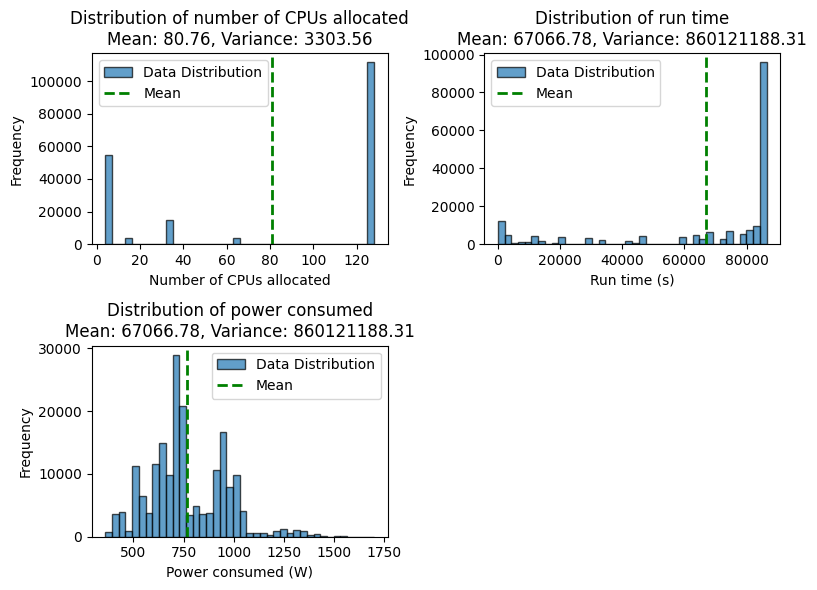 Distribution of number of CPUs allocated
Mean: 80.76, Variance: 3303.56
Data Distribution
Mean
100000
80000
60000
40000
20000
0
Frequency
0 20 40 60 80 100 120
Number of CPUs allocated
Distribution of run time
Mean: 67066.78, Variance: 860121188.31
Data Distribution
Mean
100000
80000
60000
40000
20000
0
Frequency
0 20000 40000 60000 80000
Run time (s)
Distribution of power consumed
Mean: 67066.78, Variance: 860121188.31
Data Distribution
Mean
30000
20000
10000
0
Frequency
500 750 1000 1250 1500 1750
Power consumed (W)